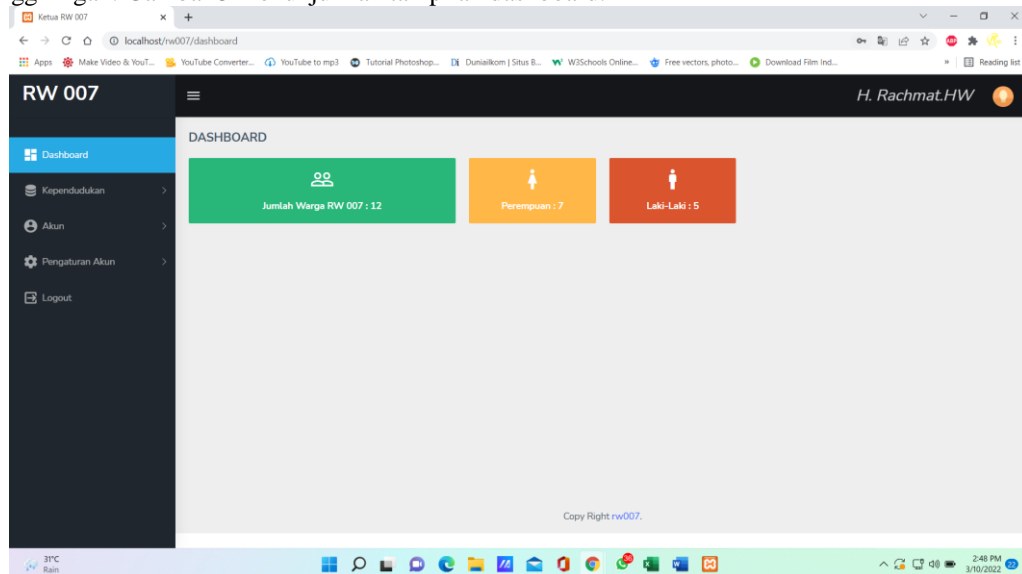 Ketua RW 007
localhost/rw007/dashboard
Apps Make Video & YouT... YouTube Converter... YouTube to mp3 Tutorial Photoshop... Duniailkom | Situs B... W3Schools Online... Free vectors, photo... Download Film Ind... » Reading list
RW 007
H. Rachmat.HW
DASHBOARD
Dashboard
Kependudukan
Akun
Pengaturan Akun
Logout
Jumlah Warga RW 007 : 12
Perempuan : 7
Laki-Laki : 5
Copy Right rw007.
31°C
Rain
2:48 PM
3/10/2022
22